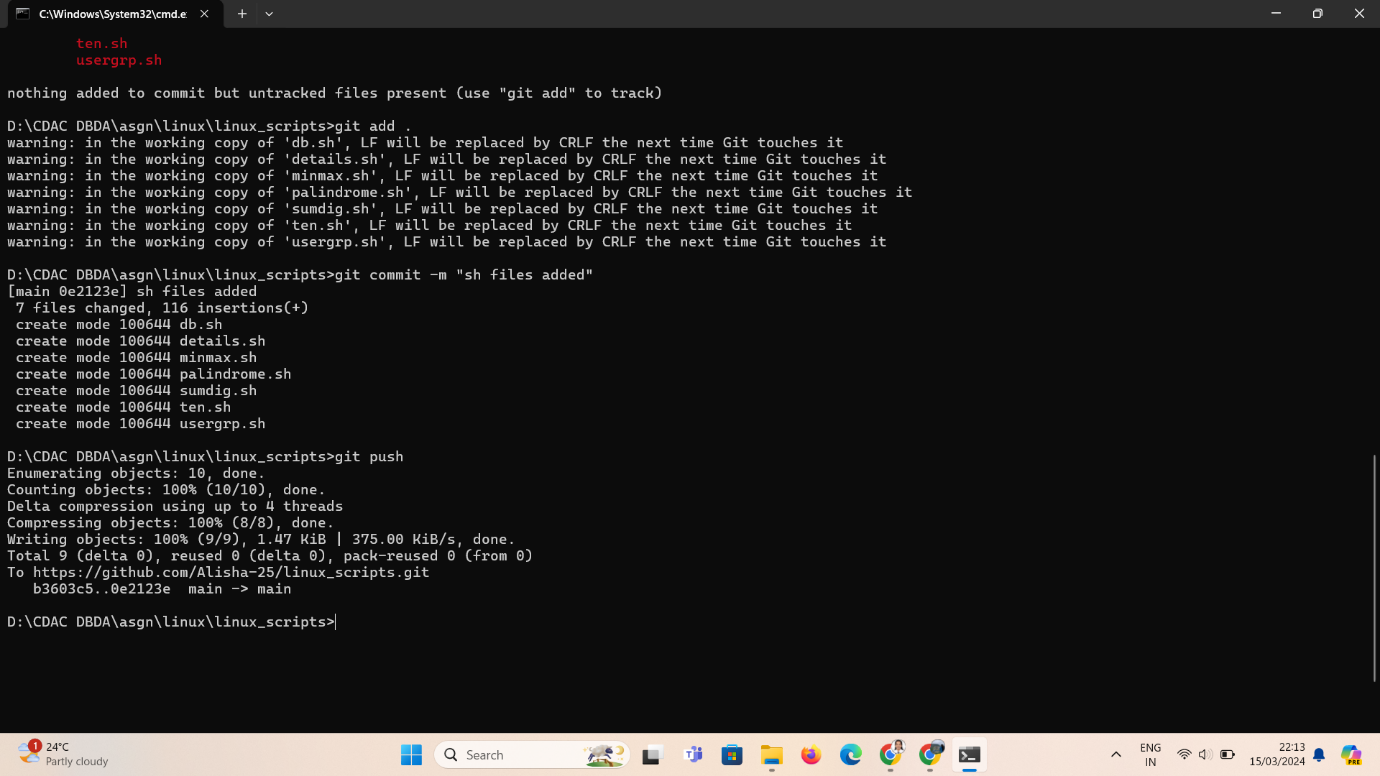 C:\Windows\System32\cmd.e
ten.sh
usergrp.sh
nothing added to commit but untracked files present (use "git add" to track)
D:\CDAC DBDA\asgn\linux\linux_scripts>git add .
warning: in the working copy of 'db.sh', LF will be replaced by CRLF the next time Git touches it
warning: in the working copy of 'details.sh', LF will be replaced by CRLF the next time Git touches it
warning: in the working copy of 'minmax.sh', LF will be replaced by CRLF the next time Git touches it
warning: in the working copy of 'palindrome.sh', LF will be replaced by CRLF the next time Git touches it
warning: in the working copy of 'sumdig.sh', LF will be replaced by CRLF the next time Git touches it
warning: in the working copy of 'ten.sh', LF will be replaced by CRLF the next time Git touches it
warning: in the working copy of 'usergrp.sh', LF will be replaced by CRLF the next time Git touches it
D:\CDAC DBDA\asgn\linux\linux_scripts>git commit -m "sh files added"
[main 0e2123e] sh files added
7 files changed, 116 insertions(+)
create mode 100644 db.sh
create mode 100644 details.sh
create mode 100644 minmax.sh
create mode 100644 palindrome.sh
create mode 100644 sumdig.sh
create mode 100644 ten.sh
create mode 100644 usergrp.sh
D:\CDAC DBDA\asgn\linux\linux_scripts>git push
Enumerating objects: 10, done.
Counting objects: 100% (10/10), done.
Delta compression using up to 4 threads
Compressing objects: 100% (8/8), done.
Writing objects: 100% (9/9), 1.47 KiB | 375.00 KiB/s, done.
Total 9 (delta 0), reused 0 (delta 0), pack-reused 0 (from 0)
To https://github.com/Alisha-25/linux_scripts.git
b3603c5..0e2123e  main -> main
D:\CDAC DBDA\asgn\linux\linux_scripts>
1
24°C
Partly cloudy
Search
ENG
IN
22:13
15/03/2024
PRE